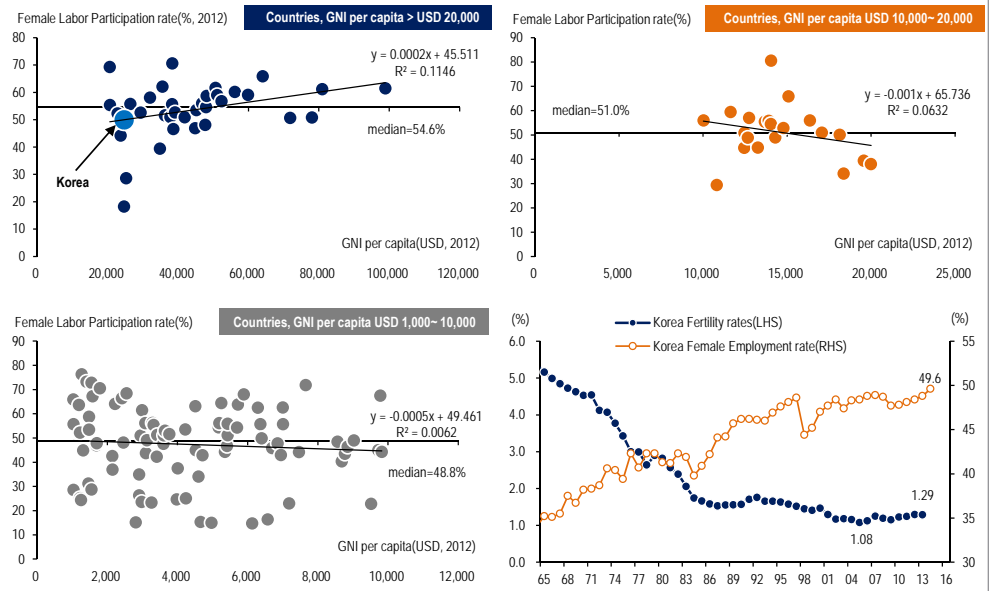 Female Labor Participation rate(%, 2012)
Countries, GNI per capita > USD 20,000
80
70
60
50
40
30
20
10
0
y = 0.0002x + 45.511
R² = 0.1146
median=54.6%
Korea
GNI per capita(USD, 2012)
0 20,000 40,000 60,000 80,000 100,000 120,000
Female Labor Participation rate(%)
Countries, GNI per capita USD 10,000~ 20,000
90
80
70
60
50
40
30
20
10
0
median=51.0%
y = -0.001x + 65.736
R² = 0.0632
GNI per capita(USD, 2012)
0 5,000 10,000 15,000 20,000 25,000
Female Labor Participation rate(%)
Countries, GNI per capita USD 1,000~ 10,000
90
80
70
60
50
40
30
20
10
0
y = -0.0005x + 49.461
R² = 0.0062
median=48.8%
GNI per capita(USD, 2012)
0 2,000 4,000 6,000 8,000 10,000 12,000
(%)
(%)
Korea Fertility rates(LHS)
Korea Female Employment rate(RHS)
6.0
5.0
4.0
3.0
2.0
1.0
0.0
55
50
45
40
35
30
49.6
1.29
1.08
65 68 71 74 77 80 83 86 89 92 95 98 01 04 07 10 13 16